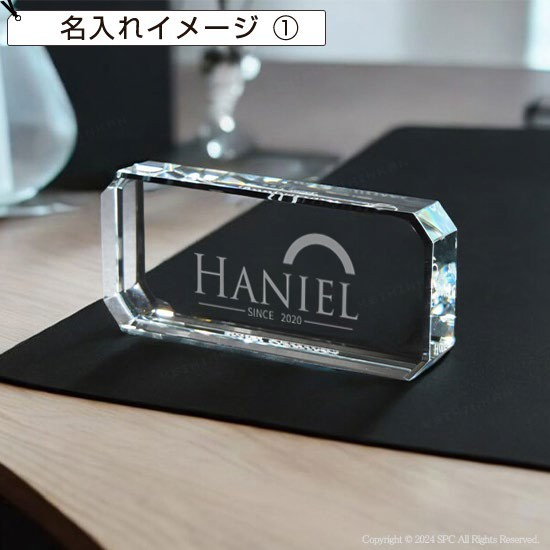 名入れイメージ ①
HANIEL
SINCE 2020
Copyright © 2024 SPC All Rights Reserved.